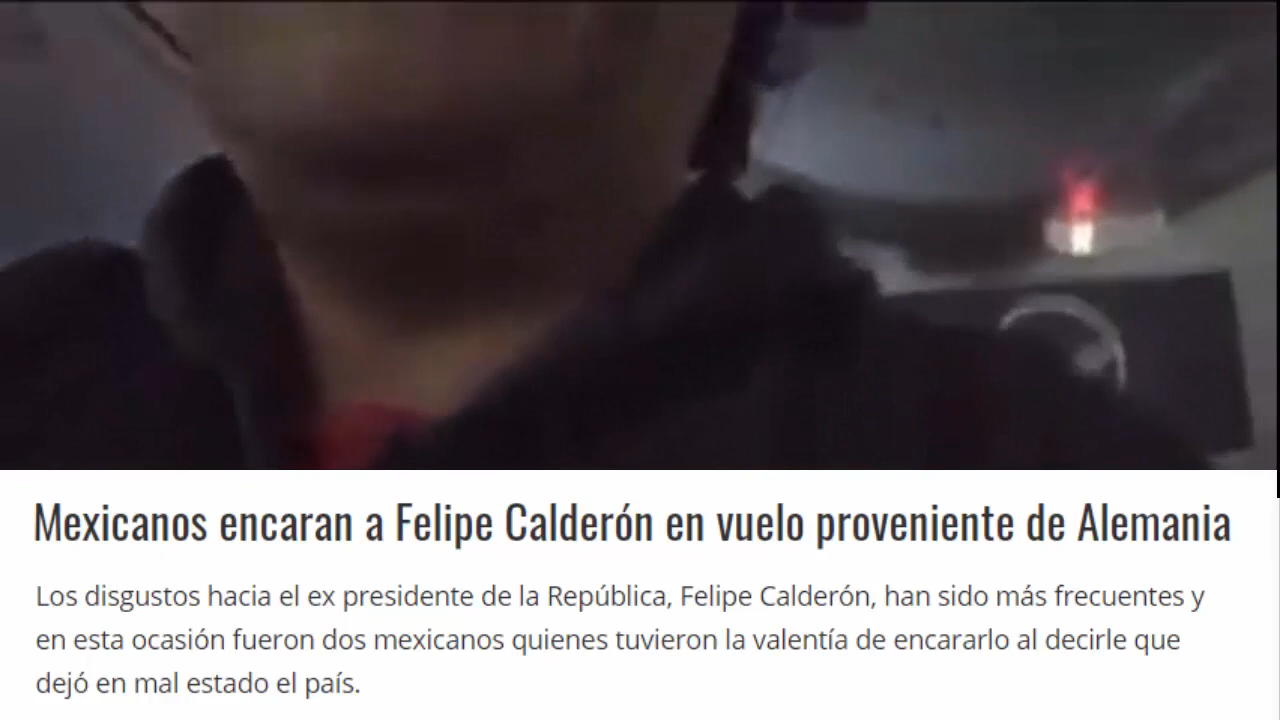 Mexicanos encaran a Felipe Calderón en vuelo proveniente de Alemania
Los disgustos hacia el ex presidente de la República, Felipe Calderón, han sido más frecuentes y
en esta ocasión fueron dos mexicanos quienes tuvieron la valentía de encararlo al decirle que
dejó en mal estado el país.